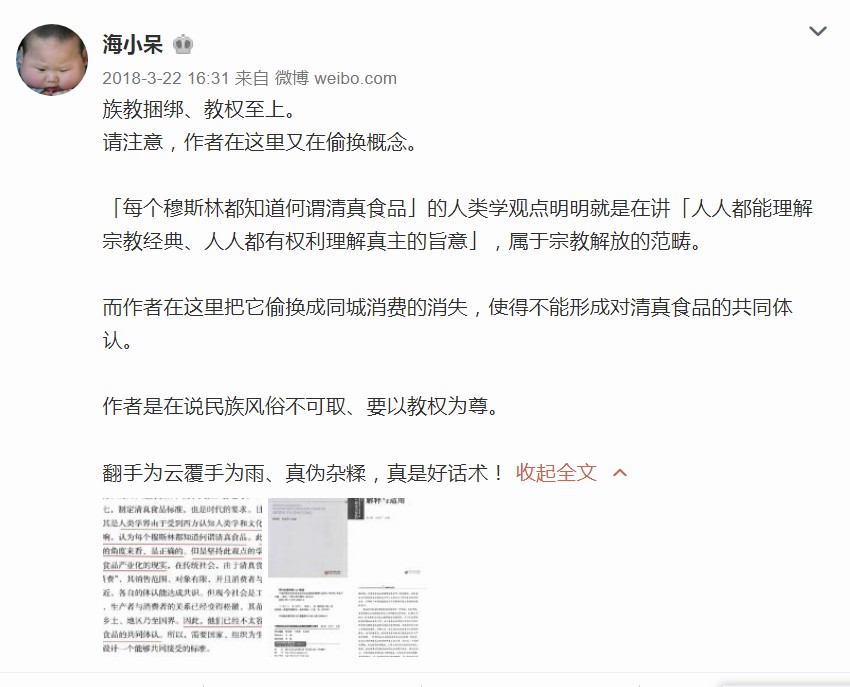 海小呆
2018-3-22 16:31 来自 微博 weibo.com
族教捆绑、教权至上。
请注意，作者在这里又在偷换概念。
「每个穆斯林都知道何谓清真食品」的人类学观点明明就是在讲「人人都能理解
宗教经典、人人都有权利理解真主的旨意」，属于宗教解放的范畴。
而作者在这里把它偷换成同城消费的消失，使得不能形成对清真食品的共同体
认。
作者是在说民族风俗不可取、要以教权为尊。
翻手为云覆手为雨、真伪杂糅，真是好话术！ 收起全文
七、制定清真食品标准，也是时代的要求。
其是人类学界由于受到西方认知人类学和文化
响，认为每个穆斯林都知道何谓清真食品。此
的角度来看，是正确的。但是坚持此观点的学
食品产业化的现实，在传统社会，由于清真食
费”，其销售范围、对象有限，并且消费者与
近，各自的体认能达成共识。但现今社会是工
，生产者与消费者的关系已经变得松散，其范
乡土、地区乃至国界。因此，他们已经不太容
食品的共同体认。所以，需要国家、组织为生
设计一个能够共同接受的标准。
解释与适用